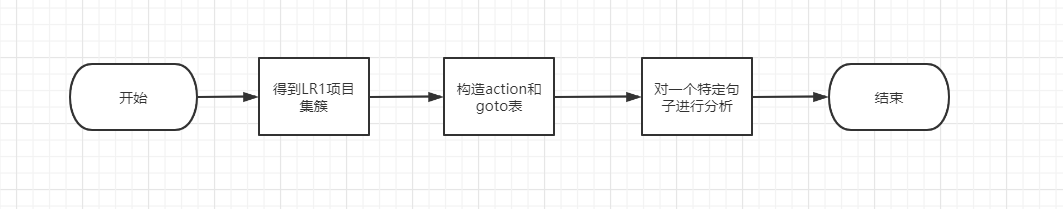 开始
得到LR1项目
集簇
构造action和
goto表
对一个特定句
子进行分析
结束